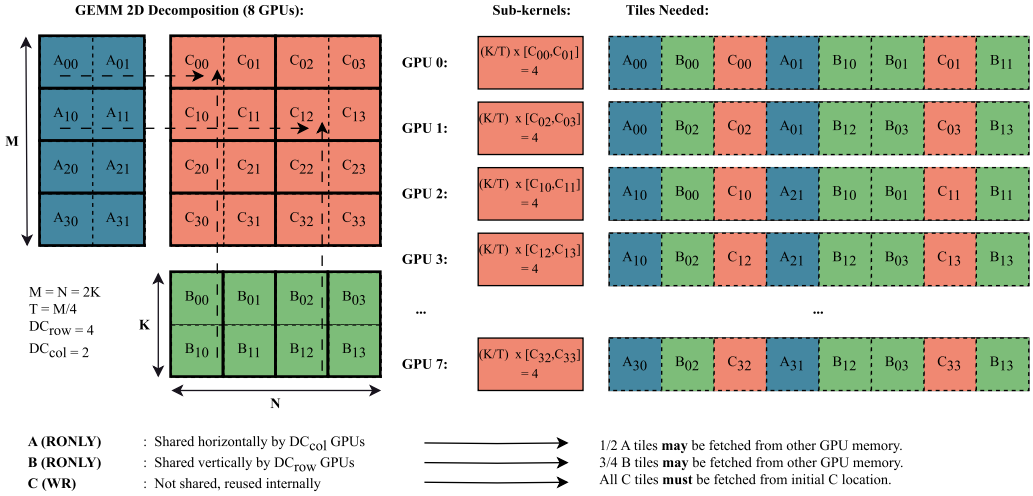 GEMM 2D Decomposition (8 GPUs): Sub-kernels: Tiles Needed:
A00 A01 C00 C01 C02 C03 GPU 0: (K/T) x [C00,C01] = 4 A00 B00 C00 A01 B10 B01 C01 B11
A10 A11 C10 C11 C12 C13 GPU 1: (K/T) x [C02,C03] = 4 A00 B02 C02 A01 B12 B03 C03 B13
M
A20 A21 C20 C21 C22 C23 GPU 2: (K/T) x [C10,C11] = 4 A10 B00 C10 A21 B10 B01 C11 B11
A30 A31 C30 C31 C32 C33 GPU 3: (K/T) x [C12,C13] = 4 A10 B02 C12 A21 B12 B03 C13 B13
M = N = 2K B00 B01 B02 B03
T = M/4 ... ...
DCrow = 4 K
DCcol = 2 B10 B11 B12 B13 GPU 7: (K/T) x [C32,C33] = 4 A30 B02 C32 A31 B12 B03 C33 B13
N
A (RONLY) : Shared horizontally by DCcol GPUs 1/2 A tiles may be fetched from other GPU memory.
B (RONLY) : Shared vertically by DCrow GPUs 3/4 B tiles may be fetched from other GPU memory.
C (WR) : Not shared, reused internally All C tiles must be fetched from initial C location.